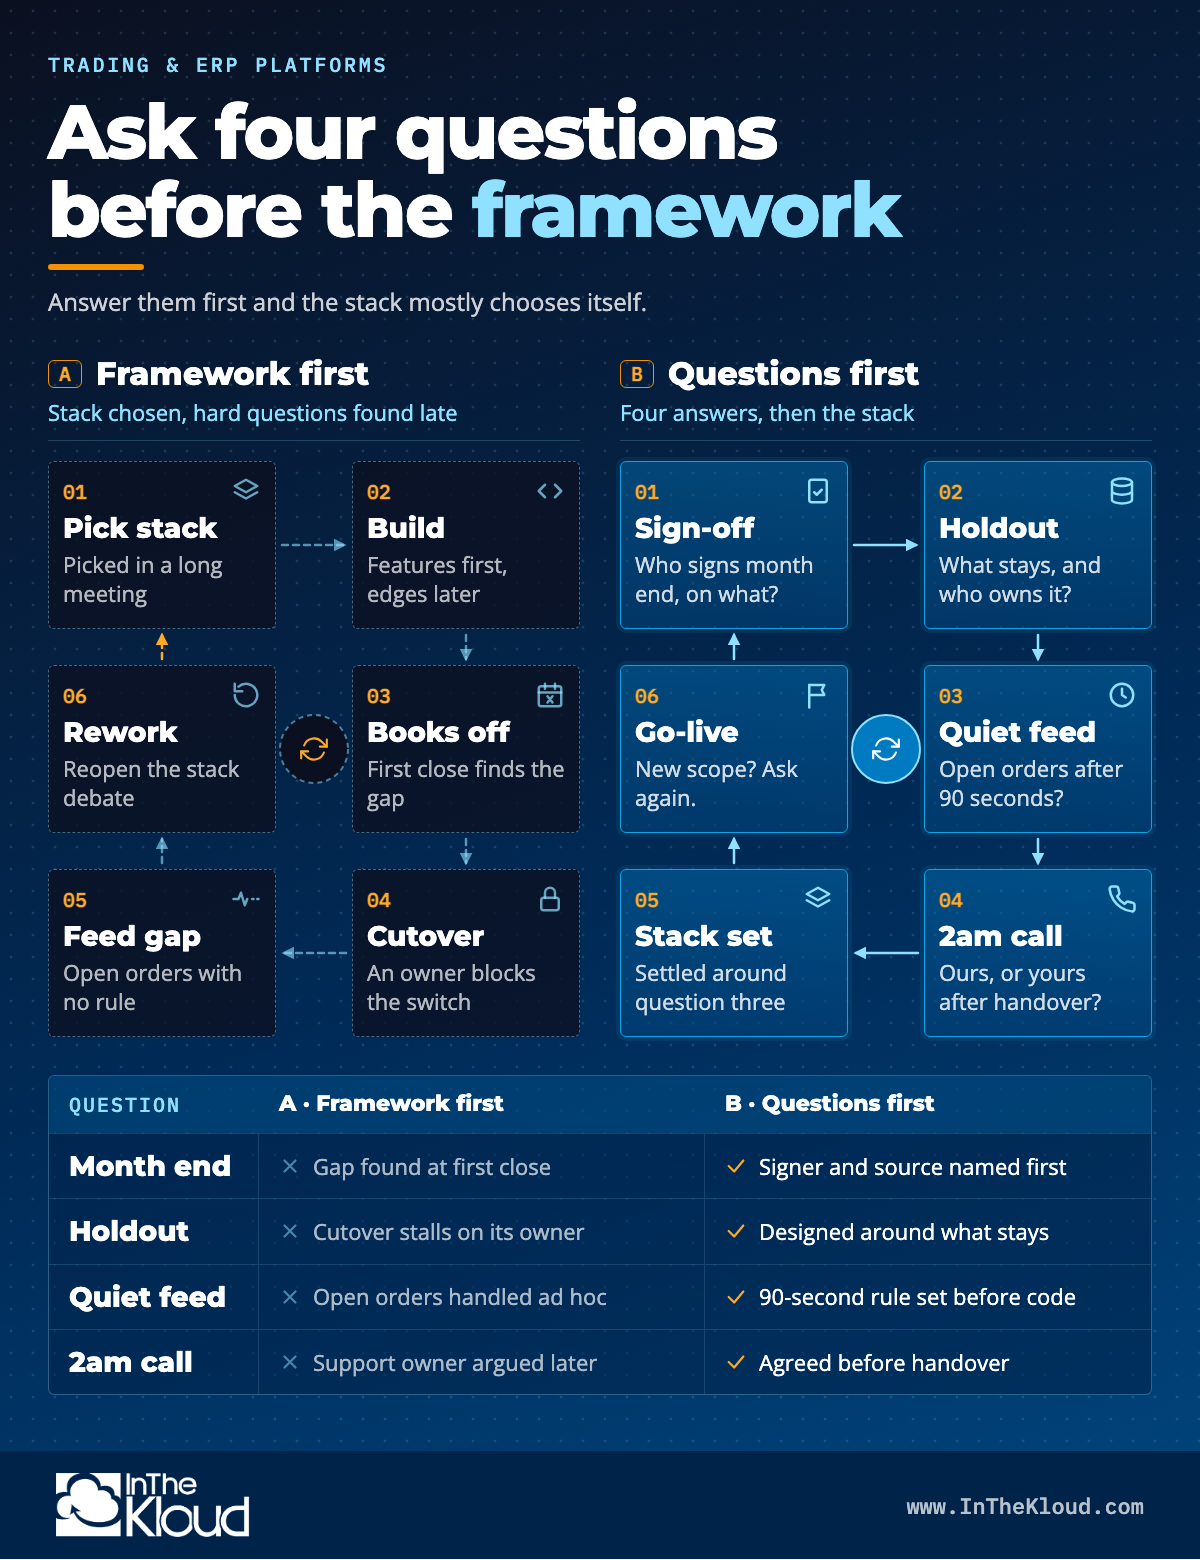 TRADING & ERP PLATFORMS
Ask four questions
before the framework
Answer them first and the stack mostly chooses itself.
A Framework first
Stack chosen, hard questions found late
01
Pick stack
Picked in a long
meeting
02
Build
Features first,
edges later
06
Rework
Reopen the stack
debate
03
Books off
First close finds the
gap
05
Feed gap
Open orders with
no rule
04
Cutover
An owner blocks
the switch
B Questions first
Four answers, then the stack
01
Sign-off
Who signs month
end, on what?
02
Holdout
What stays, and
who owns it?
06
Go-live
New scope? Ask
again.
03
Quiet feed
Open orders after
90 seconds?
05
Stack set
Settled around
question three
04
2am call
Ours, or yours
after handover?
QUESTION A · Framework first B · Questions first
Month end Gap found at first close Signer and source named first
Holdout Cutover stalls on its owner Designed around what stays
Quiet feed Open orders handled ad hoc 90-second rule set before code
2am call Support owner argued later Agreed before handover
InThe
Kloud
www.InTheKloud.com